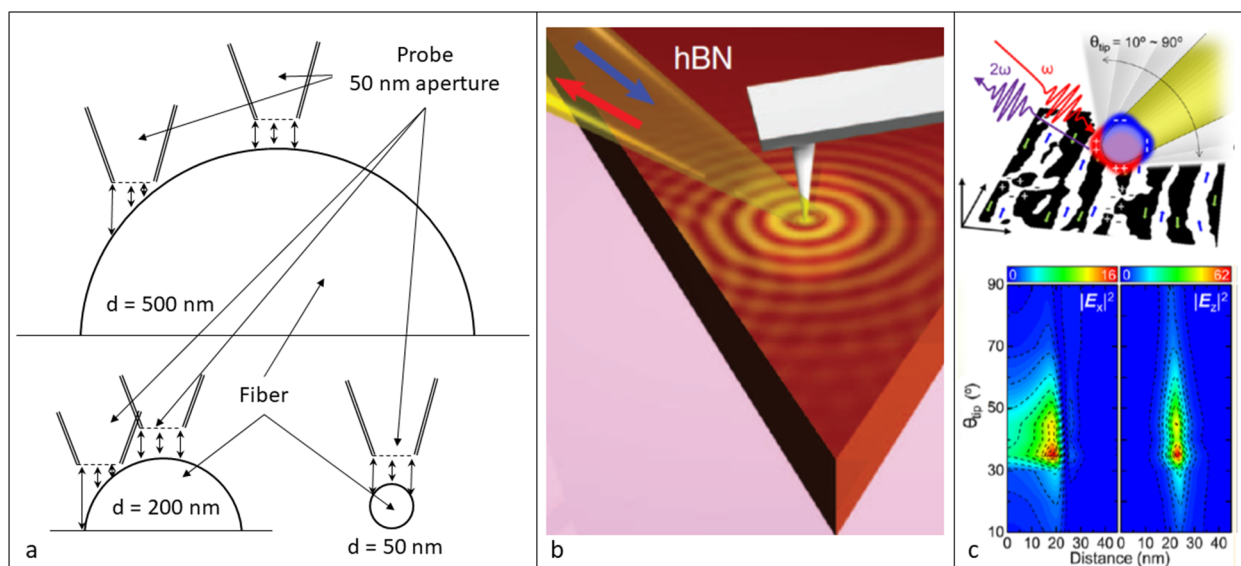 Probe
50 nm aperture
d = 500 nm
Fiber
d = 200 nm
d = 50 nm
a
hBN
b
θtip = 10º ~ 90º
2ω
ω
0
16
0
62
|Ex|²
|Ez|²
90
70
50
30
10
θtip (º)
0 10 20 30 40
0 10 20 30 40
Distance (nm)
c